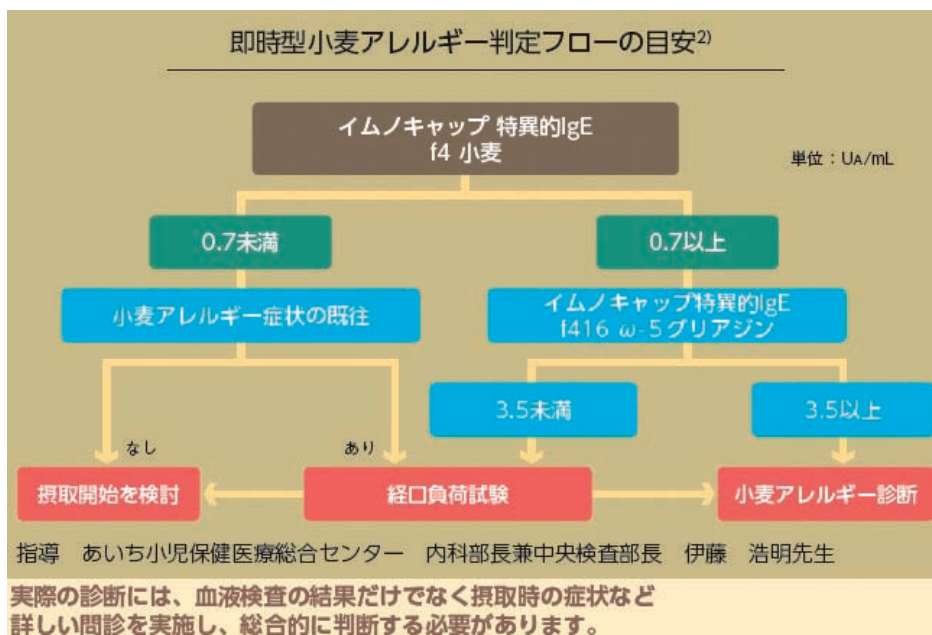 即時型小麦アレルギー判定フローの目安2)
イムノキャップ 特異的IgE
f4 小麦
単位：UA/mL
0.7未満
0.7以上
小麦アレルギー症状の既往
イムノキャップ特異的IgE
f416 ω-5グリアジン
3.5未満
3.5以上
なし
あり
摂取開始を検討
経口負荷試験
小麦アレルギー診断
指導 あいち小児保健医療総合センター 内科部長兼中央検査部長 伊藤 浩明先生
実際の診断には、血液検査の結果だけでなく摂取時の症状など
詳しい問診を実施し、総合的に判断する必要があります。